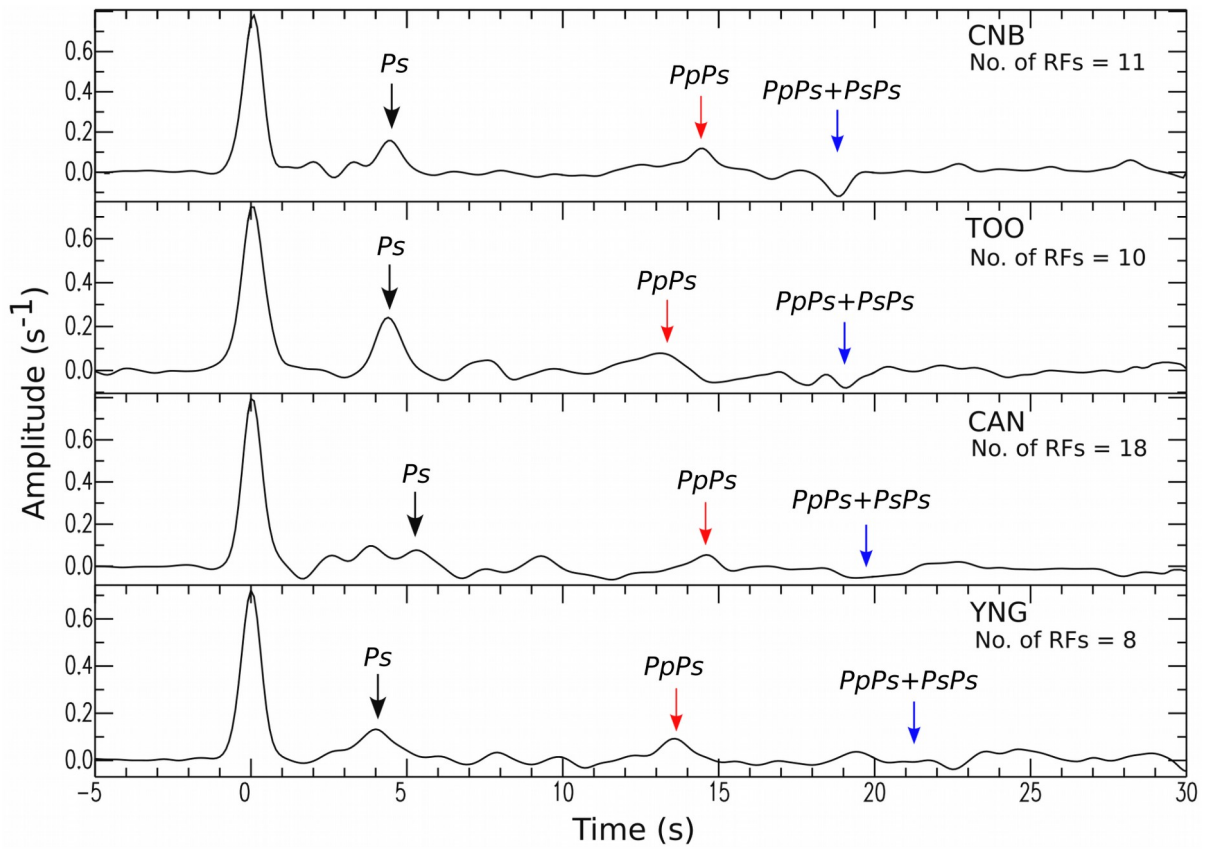 CNB
No. of RFs = 11
Ps
PpPs
PpPs+PsPs
0.6
0.4
0.2
0.0
TOO
No. of RFs = 10
Ps
PpPs
PpPs+PsPs
0.6
0.4
0.2
0.0
CAN
No. of RFs = 18
Ps
PpPs
PpPs+PsPs
0.6
0.4
0.2
0.0
YNG
No. of RFs = 8
Ps
PpPs
PpPs+PsPs
0.6
0.4
0.2
0.0
Amplitude (s-1)
-5 0 5 10 15 20 25 30
Time (s)